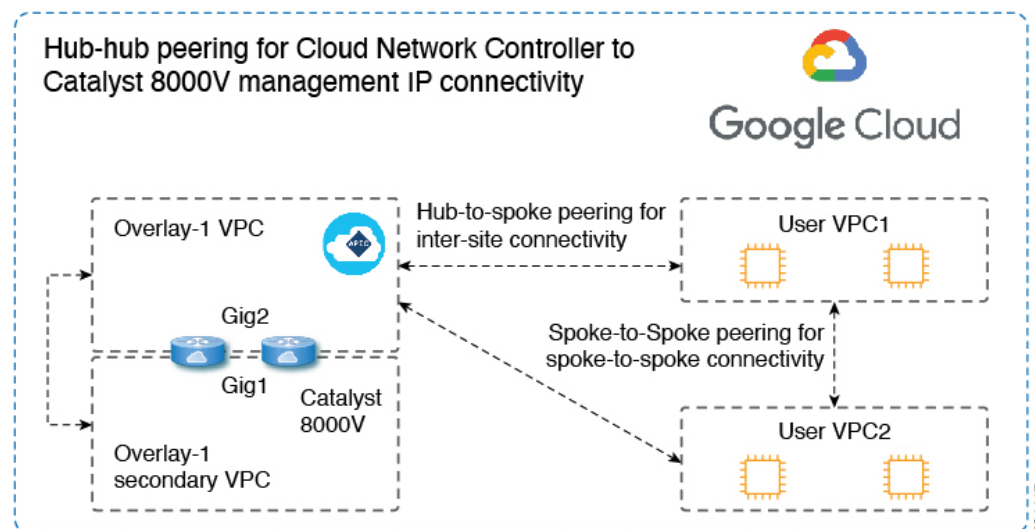 Hub-hub peering for Cloud Network Controller to
Catalyst 8000V management IP connectivity
Google Cloud
Overlay-1 VPC
APIC
Hub-to-spoke peering for
inter-site connectivity
User VPC1
Gig2
Gig1
Catalyst
8000V
Spoke-to-Spoke peering for
spoke-to-spoke connectivity
Overlay-1
secondary VPC
User VPC2